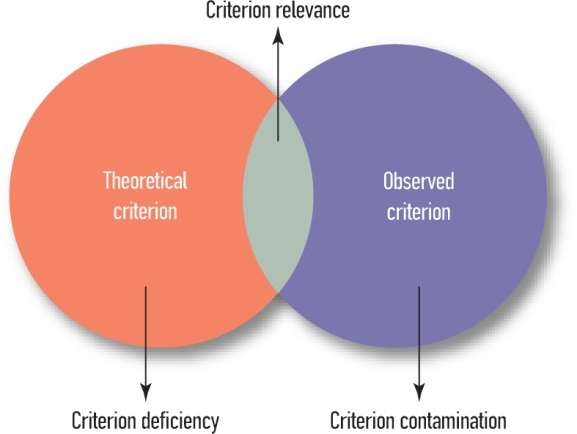 Criterion relevance
Theoretical
criterion
Observed
criterion
Criterion deficiency
Criterion contamination